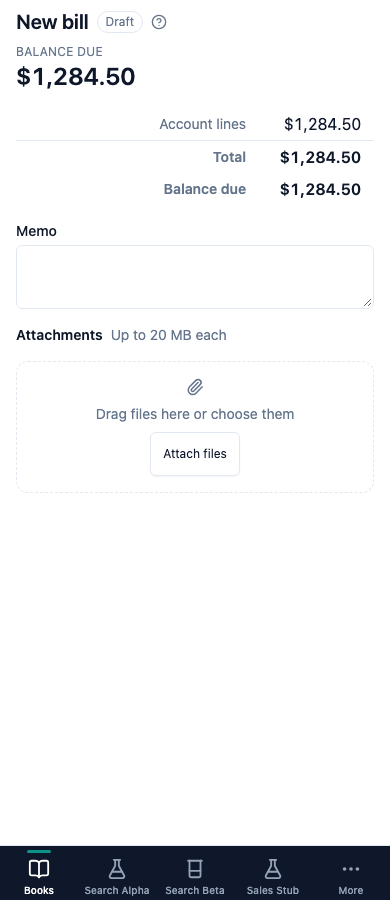 New bill Draft
BALANCE DUE
$1,284.50
Account lines $1,284.50
Total $1,284.50
Balance due $1,284.50
Memo
Attachments Up to 20 MB each
Drag files here or choose them
Attach files
Books Search Alpha Search Beta Sales Stub More